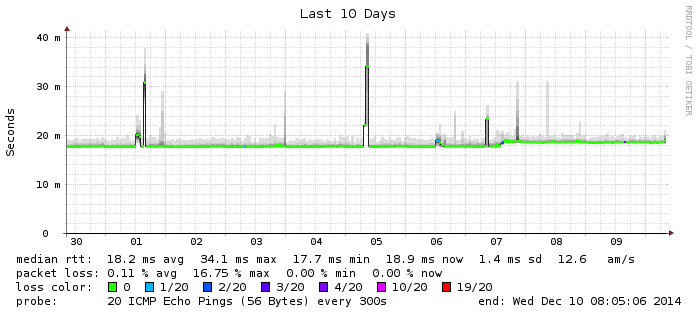 Last 10 Days
RRDTOOL / TOBI OETIKER
Seconds
40 m
30 m
20 m
10 m
0
30 01 02 03 04 05 06 07 08 09
median rtt: 18.2 ms avg 34.1 ms max 17.7 ms min 18.9 ms now 1.4 ms sd 12.6 am/s
packet loss: 0.11 % avg 16.75 % max 0.00 % min 0.00 % now
loss color: 0 1/20 2/20 3/20 4/20 10/20 19/20
probe: 20 ICMP Echo Pings (56 Bytes) every 300s end: Wed Dec 10 08:05:06 2014